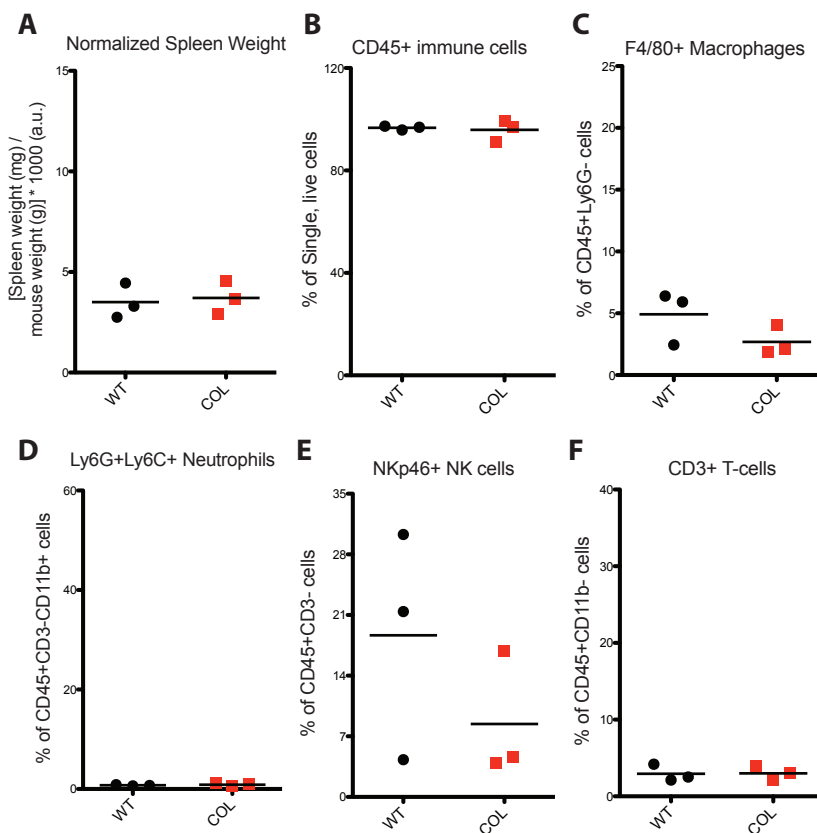 A
Normalized Spleen Weight
[Spleen weight (mg) /
mouse weight (g)] * 1000 (a.u.)
15
10
5
0
WT
COL
B
CD45+ immune cells
% of Single, live cells
120
80
40
0
WT
COL
C
F4/80+ Macrophages
% of CD45+Ly6G- cells
25
20
15
10
5
0
WT
COL
D
Ly6G+Ly6C+ Neutrophils
% of CD45+CD3-CD11b+ cells
60
40
20
0
WT
COL
E
NKp46+ NK cells
% of CD45+CD3- cells
35
28
21
14
7
0
WT
COL
F
CD3+ T-cells
% of CD45+CD11b- cells
40
30
20
10
0
WT
COL